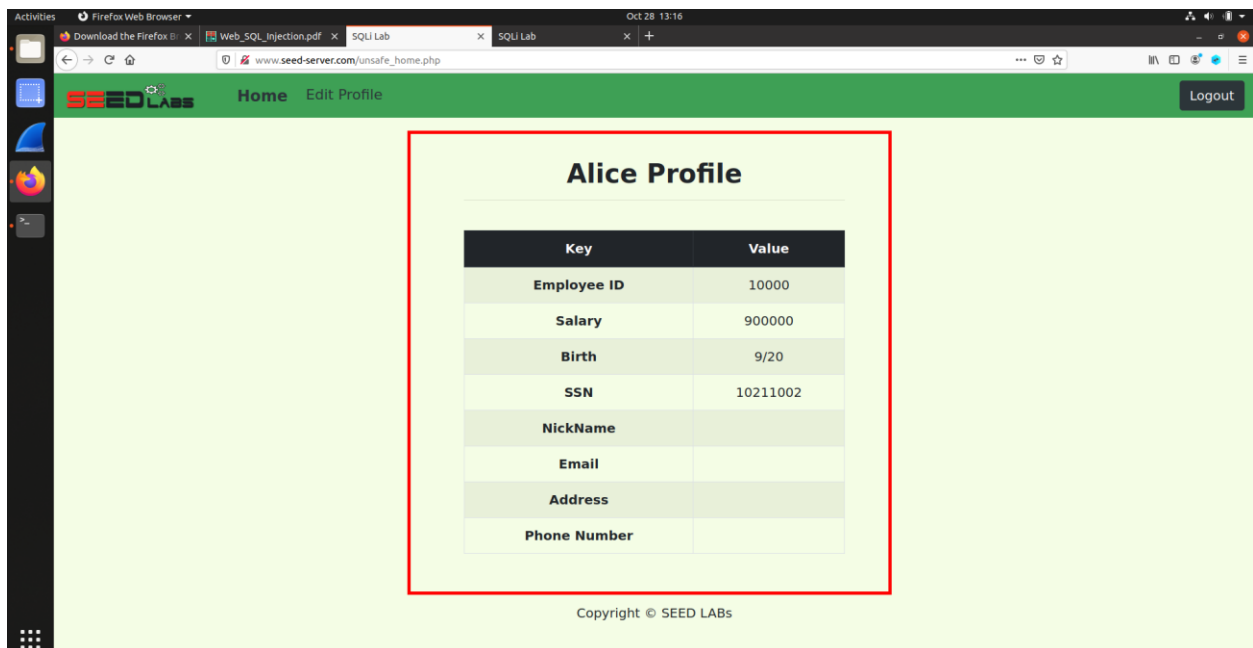 Activities Firefox Web Browser Oct 28 13:16
Download the Firefox Br Web_SQL_Injection.pdf SQLi Lab SQLi Lab
www.seed-server.com/unsafe_home.php
SEEDLABS Home Edit Profile Logout
Alice Profile
Key Value
Employee ID 10000
Salary 900000
Birth 9/20
SSN 10211002
NickName
Email
Address
Phone Number
Copyright © SEED LABs